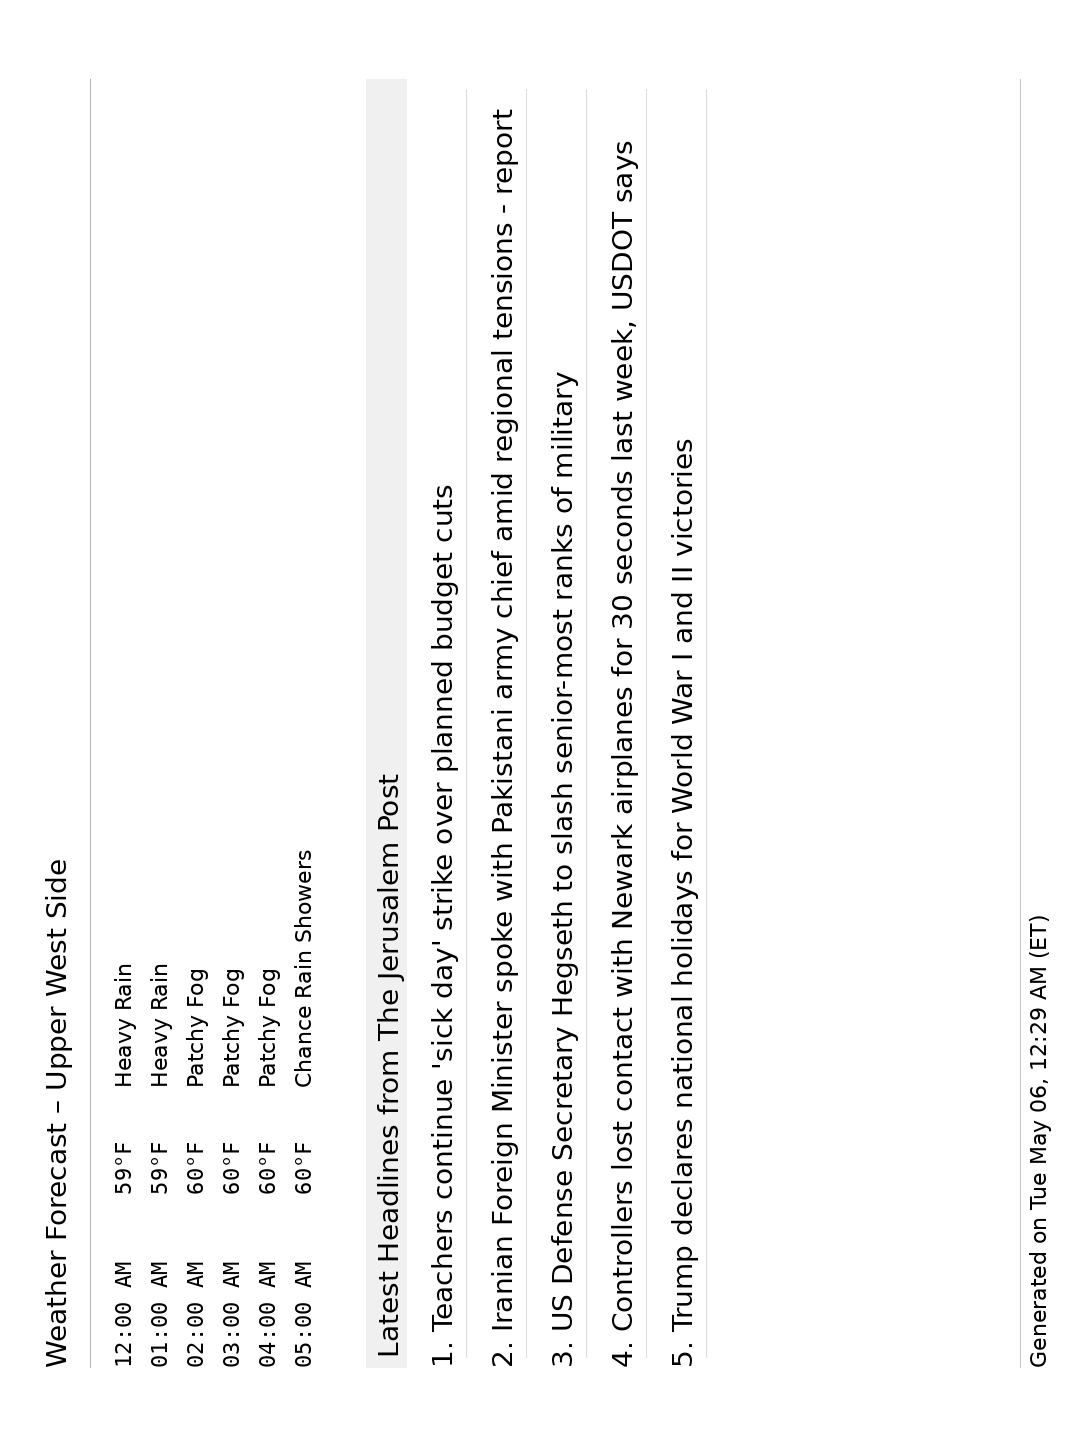 Weather Forecast – Upper West Side
12:00 AM 59°F Heavy Rain
01:00 AM 59°F Heavy Rain
02:00 AM 60°F Patchy Fog
03:00 AM 60°F Patchy Fog
04:00 AM 60°F Patchy Fog
05:00 AM 60°F Chance Rain Showers
Latest Headlines from The Jerusalem Post
1. Teachers continue 'sick day' strike over planned budget cuts
2. Iranian Foreign Minister spoke with Pakistani army chief amid regional tensions - report
3. US Defense Secretary Hegseth to slash senior-most ranks of military
4. Controllers lost contact with Newark airplanes for 30 seconds last week, USDOT says
5. Trump declares national holidays for World War I and II victories
Generated on Tue May 06, 12:29 AM (ET)